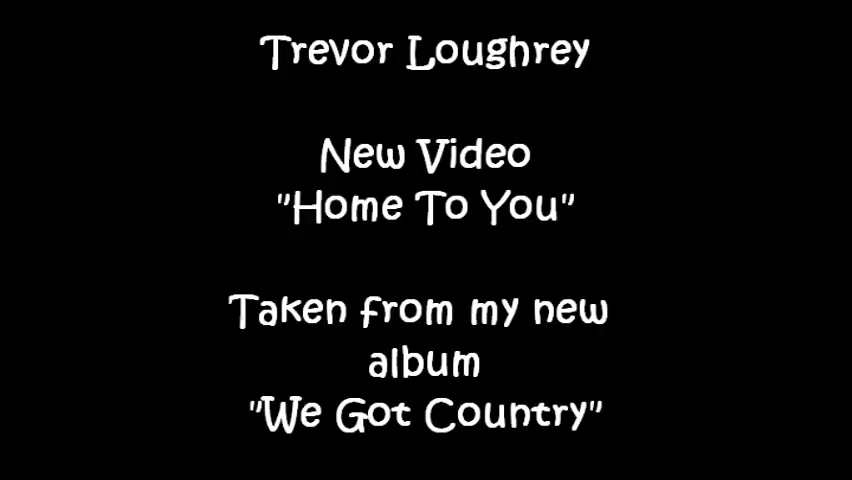 Trevor Loughrey
New Video
"Home To You"
Taken from my new
album
"We Got Country"